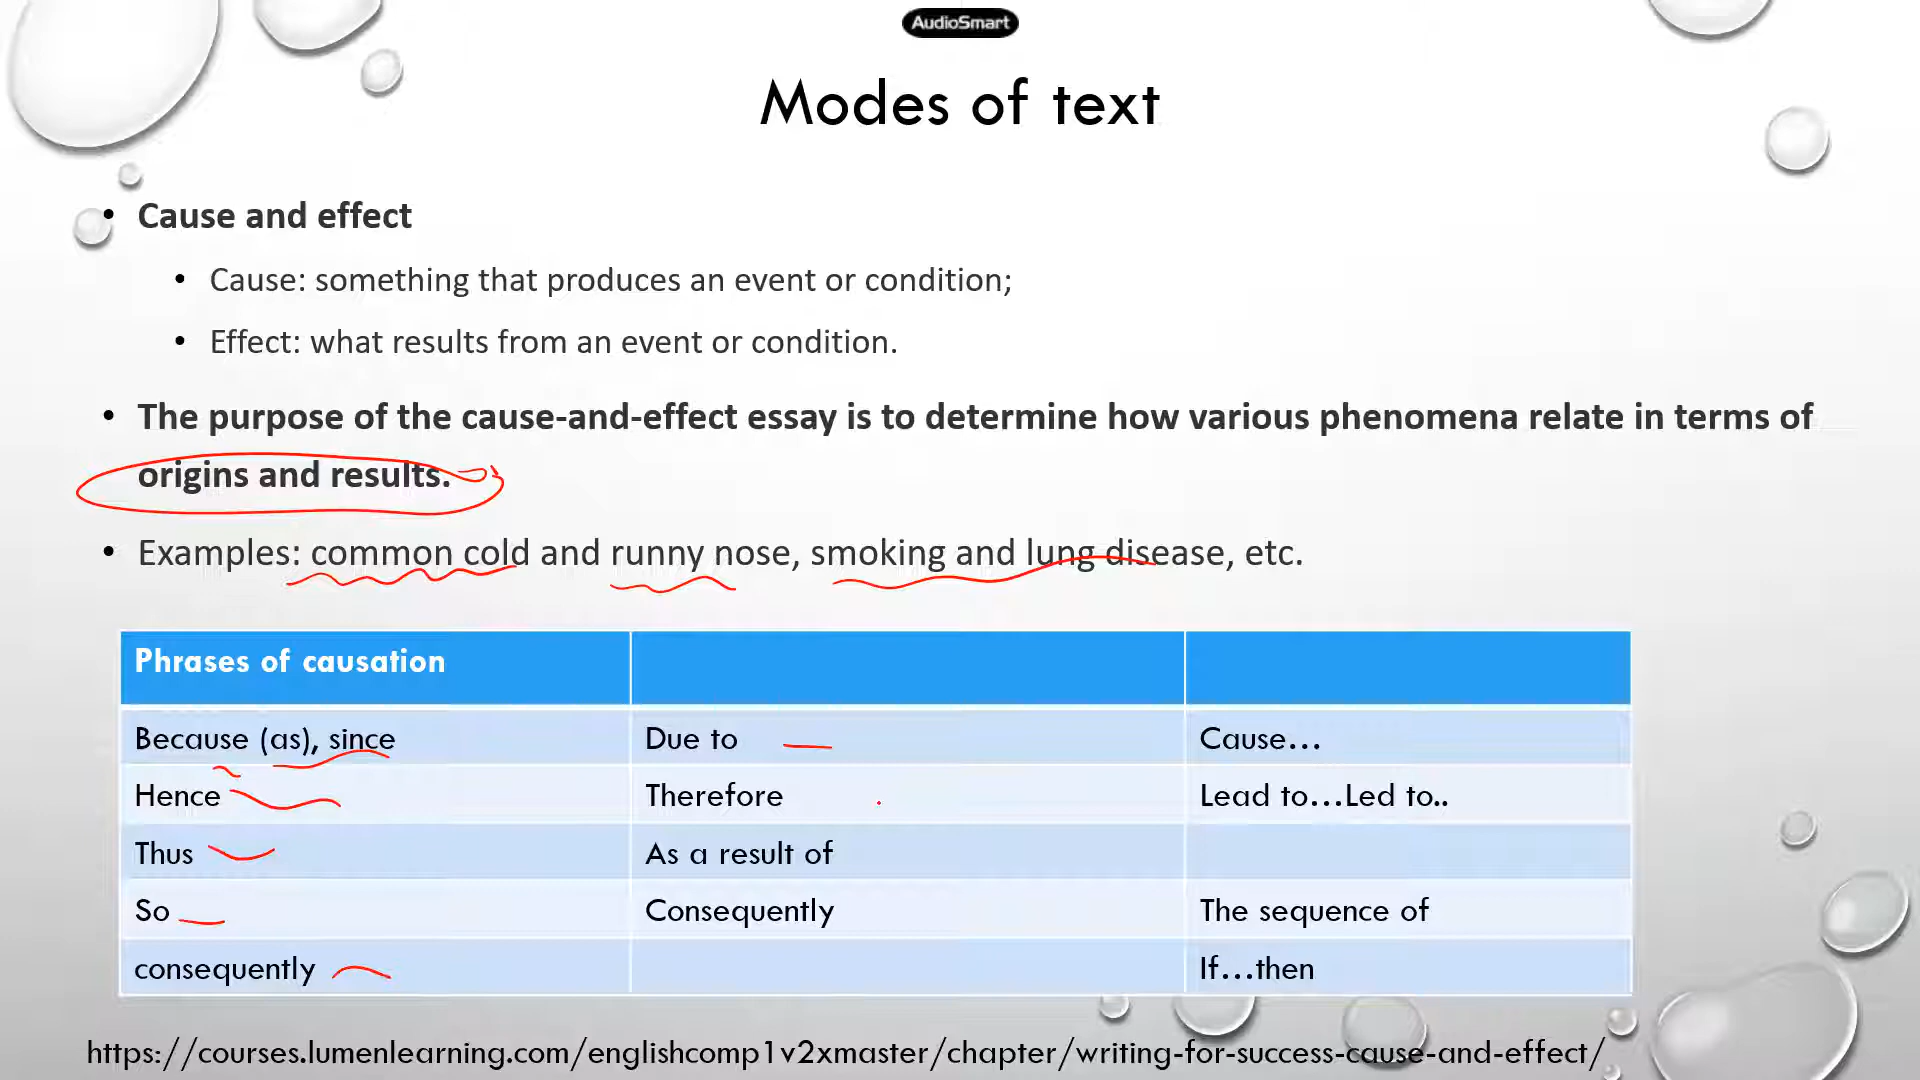 AudioSmart
Modes of text
• Cause and effect
• Cause: something that produces an event or condition;
• Effect: what results from an event or condition.
• The purpose of the cause-and-effect essay is to determine how various phenomena relate in terms of
origins and results.
• Examples: common cold and runny nose, smoking and lung disease, etc.
Phrases of causation
Because (as), since Due to Cause...
Hence Therefore Lead to...Led to..
Thus As a result of
So Consequently The sequence of
consequently If...then
https://courses.lumenlearning.com/englishcomp1v2xmaster/chapter/writing-for-success-cause-and-effect/